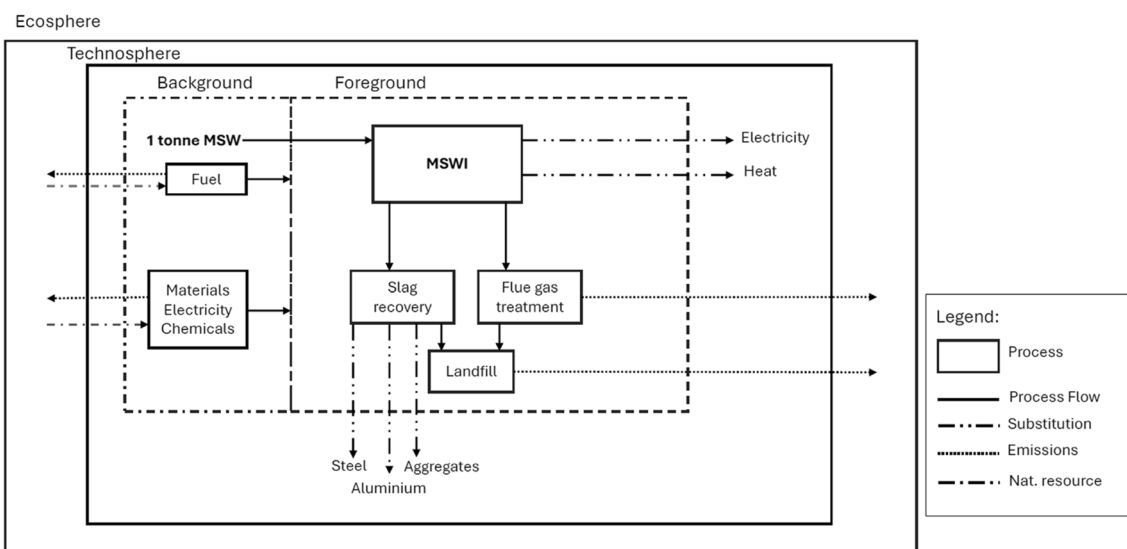 Ecosphere
Technosphere
Background
Foreground
1 tonne MSW
MSWI
Electricity
Heat
Fuel
Materials
Electricity
Chemicals
Slag
recovery
Flue gas
treatment
Landfill
Steel
Aggregates
Aluminium
Legend:
Process
Process Flow
Substitution
Emissions
Nat. resource